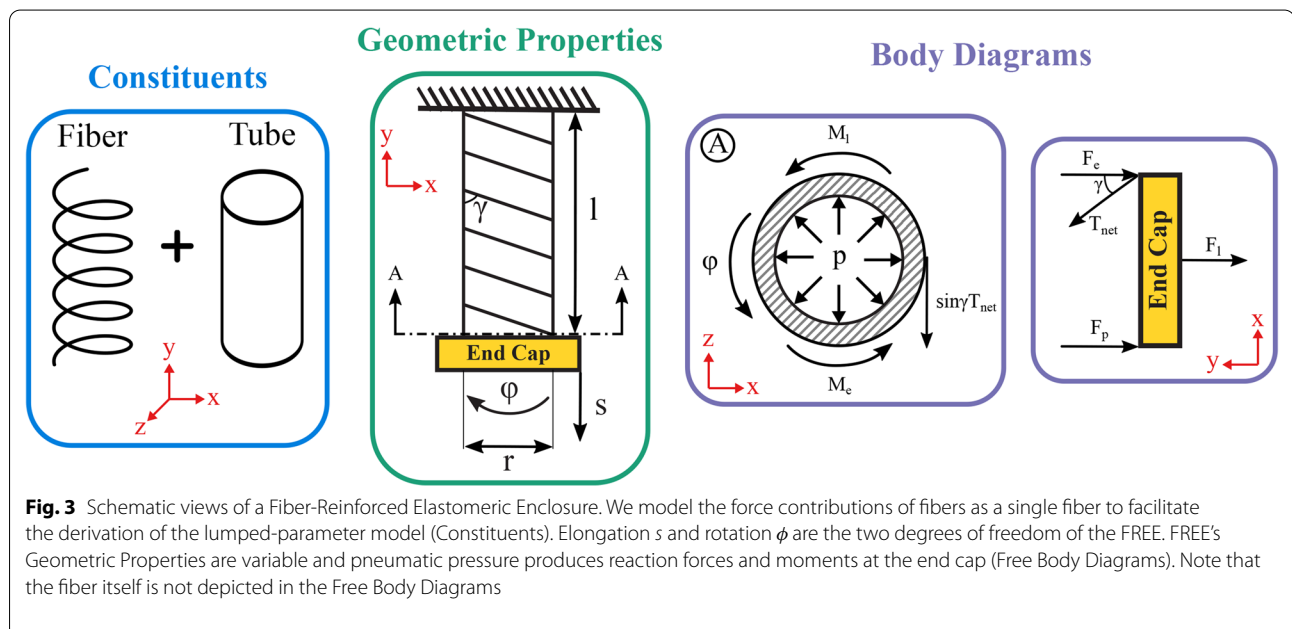 Constituents
Fiber
Tube
+
y
x
z
Geometric Properties
y
x
γ
l
A
A
End Cap
φ
s
r
Body Diagrams
A
M_l
φ
p
sinγT_net
z
x
M_e
F_e
γ
T_net
End Cap
F_l
F_p
x
y
Fig. 3 Schematic views of a Fiber-Reinforced Elastomeric Enclosure. We model the force contributions of fibers as a single fiber to facilitate
the derivation of the lumped-parameter model (Constituents). Elongation s and rotation ϕ are the two degrees of freedom of the FREE. FREE's
Geometric Properties are variable and pneumatic pressure produces reaction forces and moments at the end cap (Free Body Diagrams). Note that
the fiber itself is not depicted in the Free Body Diagrams